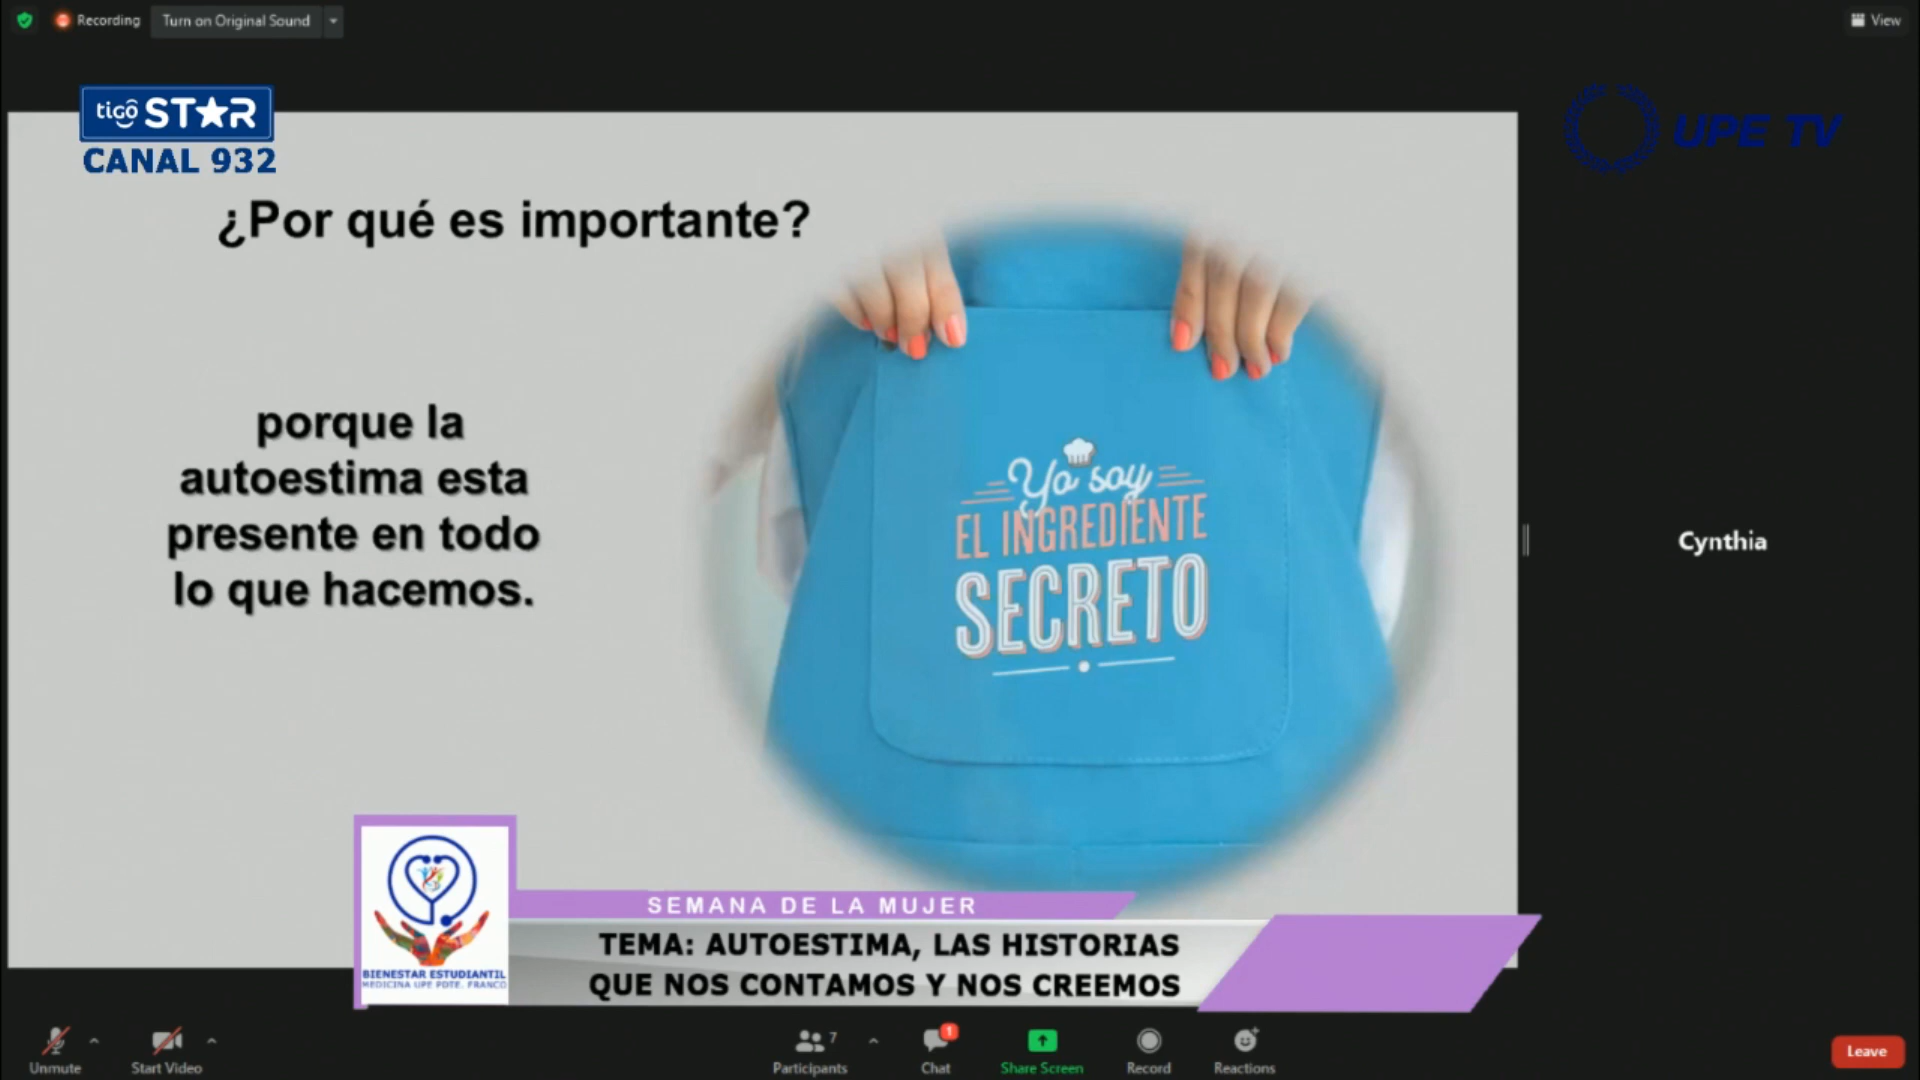 Recording
Turn on Original Sound
View
tigo STAR
CANAL 932
UPE TV
¿Por qué es importante?
porque la
autoestima esta
presente en todo
lo que hacemos.
Yo soy
EL INGREDIENTE
SECRETO
Cynthia
BIENESTAR ESTUDIANTIL
MEDICINA UPE PDTE. FRANCO
SEMANA DE LA MUJER
TEMA: AUTOESTIMA, LAS HISTORIAS
QUE NOS CONTAMOS Y NOS CREEMOS
Unmute
Start Video
7
Participants
1
Chat
Share Screen
Record
Reactions
Leave